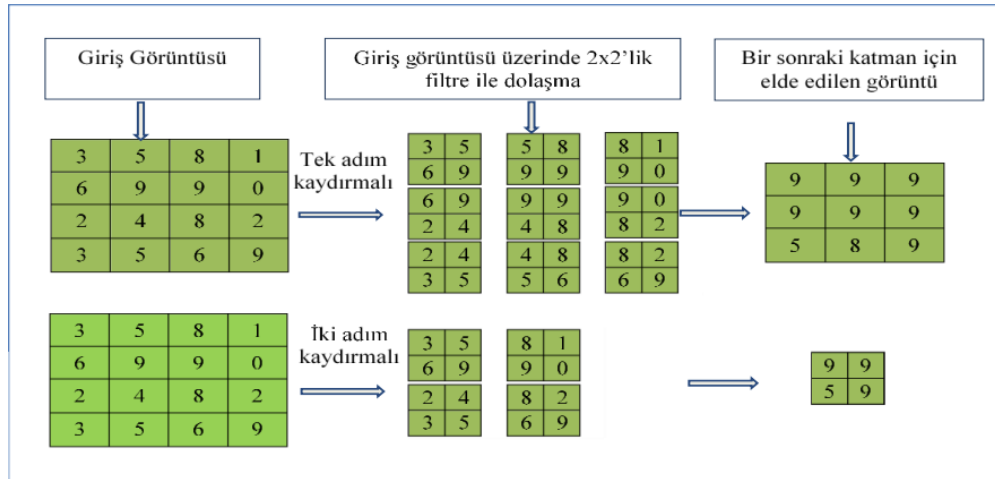 Giriş Görüntüsü
Giriş görüntüsü üzerinde 2x2’lik
filtre ile dolaşma
Bir sonraki katman için
elde edilen görüntü
3 5 8 1
6 9 9 0
2 4 8 2
3 5 6 9
Tek adım
kaydırmalı
3 5 5 8 8 1
6 9 9 9 9 0
6 9 9 9 9 0
2 4 4 8 8 2
2 4 4 8 8 2
3 5 5 6 6 9
9 9 9
9 9 9
5 8 9
3 5 8 1
6 9 9 0
2 4 8 2
3 5 6 9
İki adım
kaydırmalı
3 5 8 1
6 9 9 0
2 4 8 2
3 5 6 9
9 9
5 9